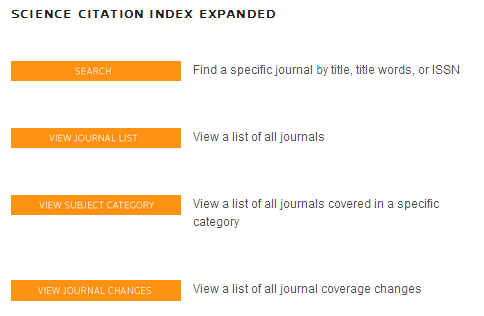 SCIENCE CITATION INDEX EXPANDED
SEARCH
Find a specific journal by title, title words, or ISSN
VIEW JOURNAL LIST
View a list of all journals
VIEW SUBJECT CATEGORY
View a list of all journals covered in a specific
category
VIEW JOURNAL CHANGES
View a list of all journal coverage changes